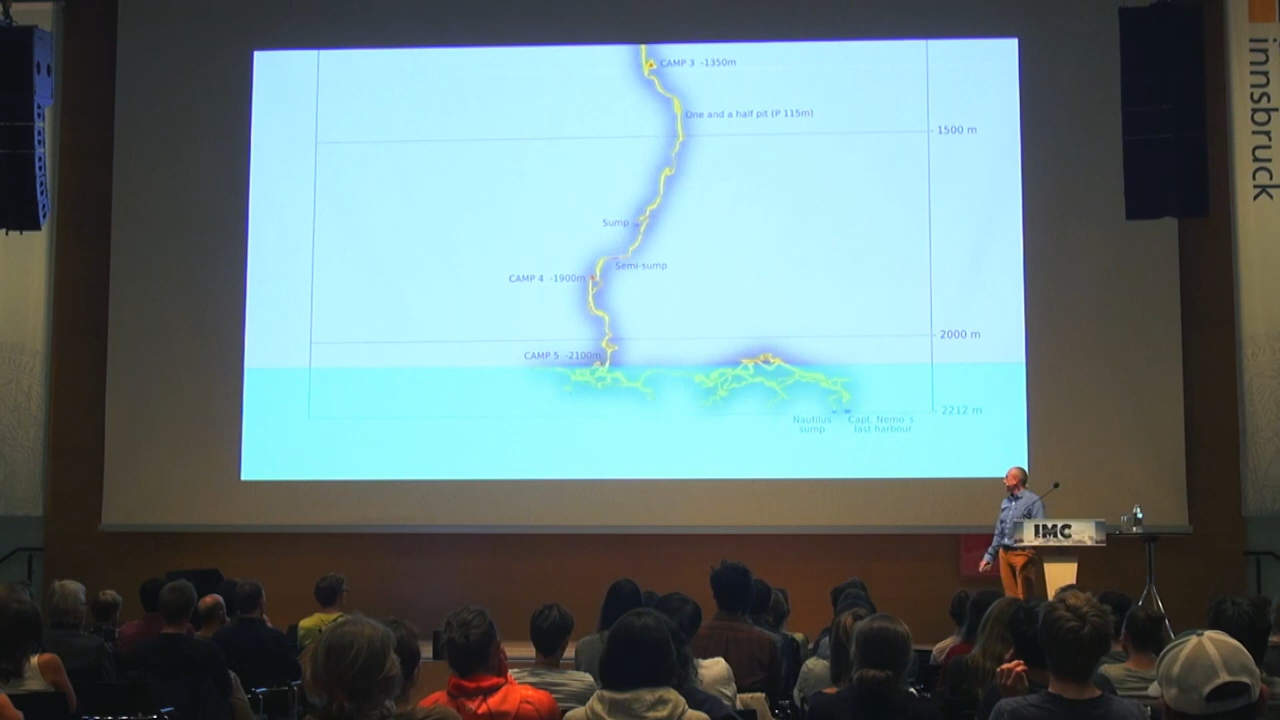 CAMP 3 -1350m
One and a half pit (P 115m)
1500 m
Sump
Semi-sump
CAMP 4 -1900m
2000 m
CAMP 5 -2100m
2212 m
Nautilus sump
Capt. Nemo´s last harbour
innsbruck
IMC